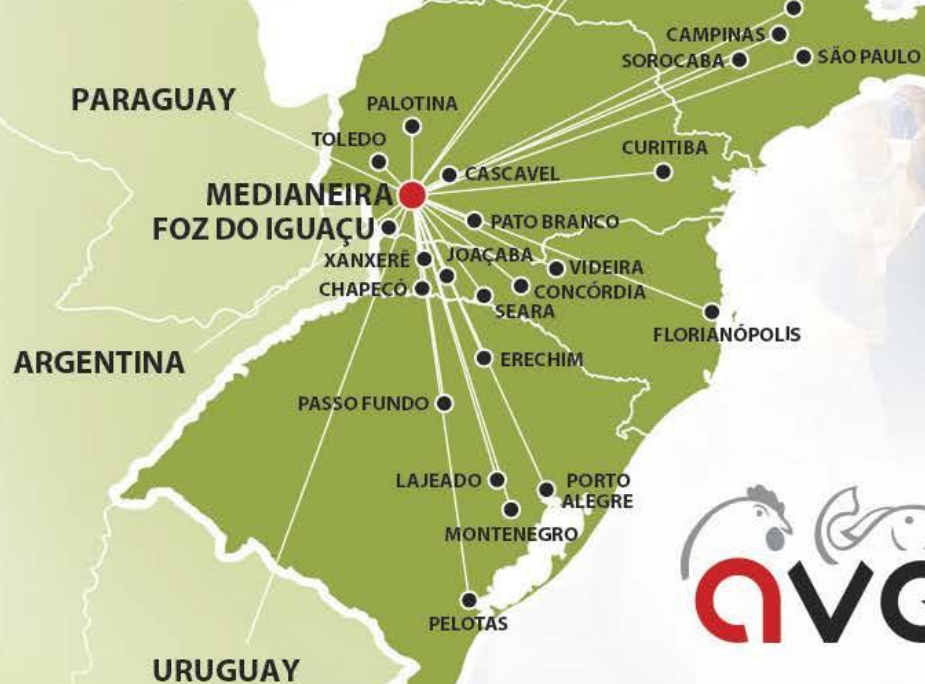 CAMPINAS
SOROCABA
SÃO PAULO
PARAGUAY
PALOTINA
TOLEDO
CURITIBA
CASCAVEL
MEDIANEIRA
FOZ DO IGUAÇU
PATO BRANCO
XANXERÊ
JOAÇABA
VIDEIRA
CHAPECÓ
CONCÓRDIA
SEARA
FLORIANÓPOLIS
ARGENTINA
ERECHIM
PASSO FUNDO
LAJEADO
PORTO
ALEGRE
MONTENEGRO
PELOTAS
URUGUAY